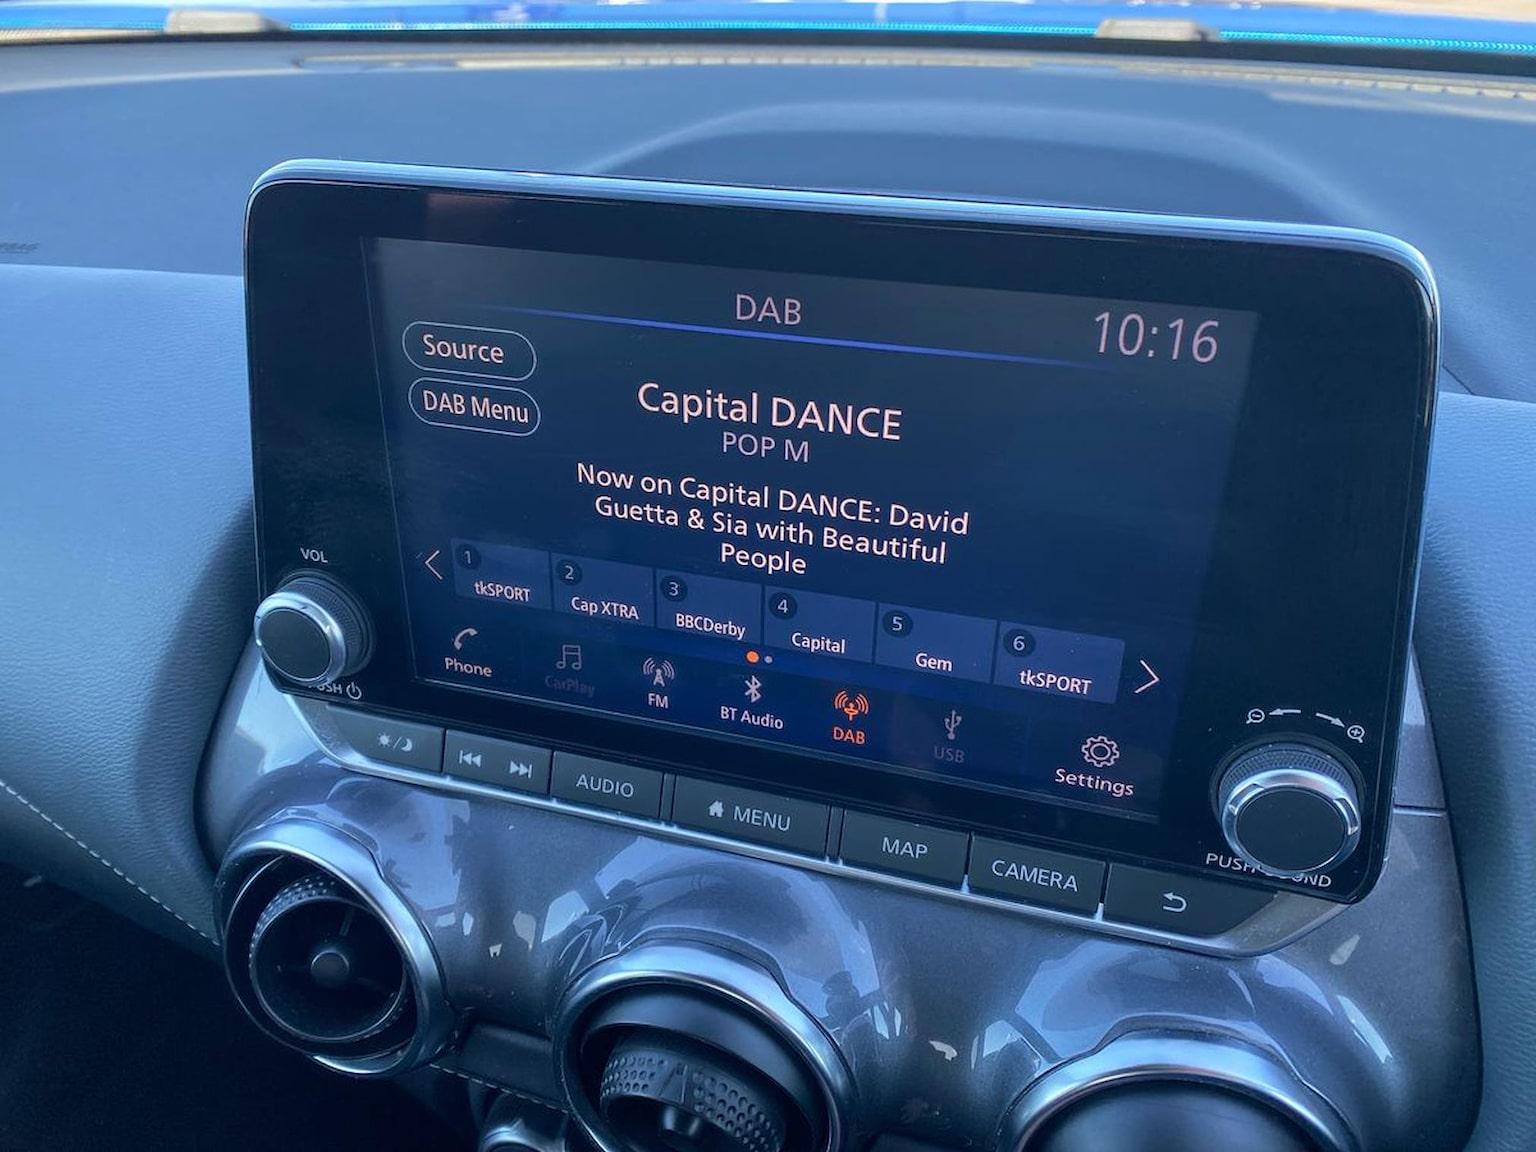 DAB
10:16
Source
DAB Menu
Capital DANCE
POP M
Now on Capital DANCE: David
Guetta & Sia with Beautiful
People
1
tkSPORT
2
Cap XTRA
3
BBCDerby
4
Capital
5
Gem
6
tkSPORT
VOL
Phone
CarPlay
FM
BT Audio
DAB
USB
Settings
AUDIO
MENU
MAP
CAMERA